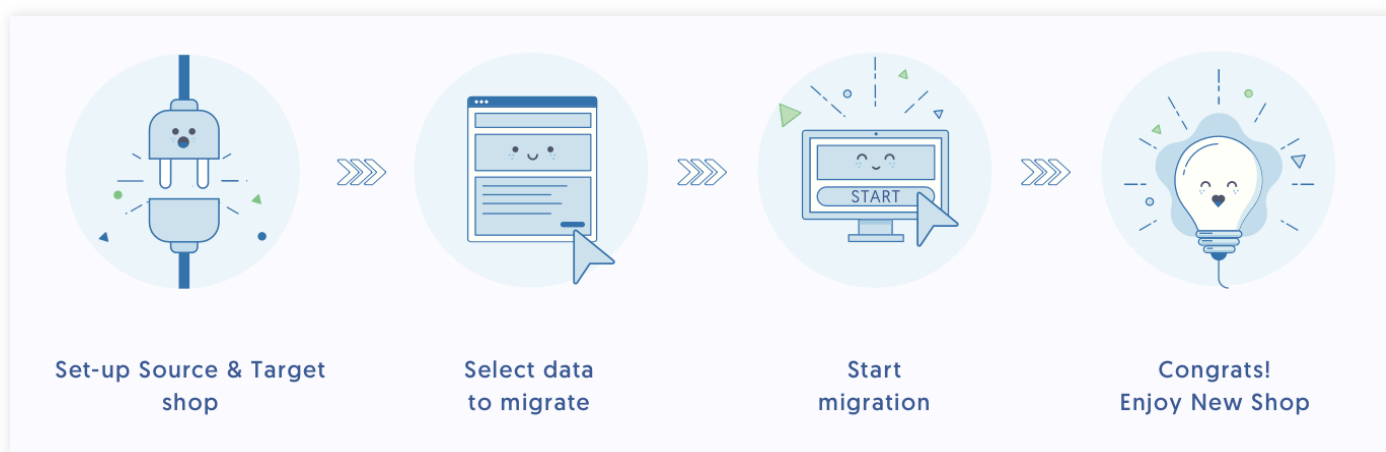 START
Set-up Source & Target
shop
Select data
to migrate
Start
migration
Congrats!
Enjoy New Shop